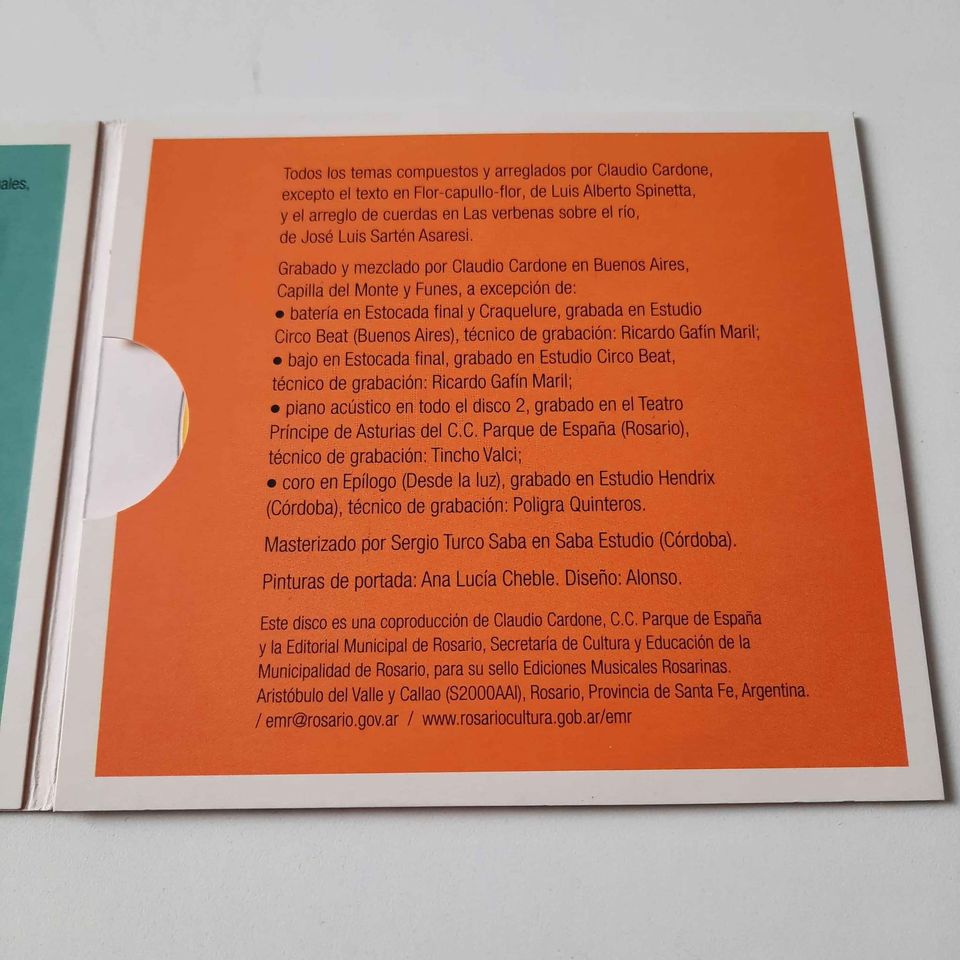 ales,
Todos los temas compuestos y arreglados por Claudio Cardone,
excepto el texto en Flor-capullo-flor, de Luis Alberto Spinetta,
y el arreglo de cuerdas en Las verbenas sobre el río,
de José Luis Sartén Asaresi.
Grabado y mezclado por Claudio Cardone en Buenos Aires,
Capilla del Monte y Funes, a excepción de:
● batería en Estocada final y Craquelure, grabada en Estudio
Circo Beat (Buenos Aires), técnico de grabación: Ricardo Gafín Maril;
● bajo en Estocada final, grabado en Estudio Circo Beat,
técnico de grabación: Ricardo Gafín Maril;
● piano acústico en todo el disco 2, grabado en el Teatro
Príncipe de Asturias del C.C. Parque de España (Rosario),
técnico de grabación: Tincho Valci;
● coro en Epílogo (Desde la luz), grabado en Estudio Hendrix
(Córdoba), técnico de grabación: Poligra Quinteros.
Masterizado por Sergio Turco Saba en Saba Estudio (Córdoba).
Pinturas de portada: Ana Lucía Cheble. Diseño: Alonso.
Este disco es una coproducción de Claudio Cardone, C.C. Parque de España
y la Editorial Municipal de Rosario, Secretaría de Cultura y Educación de la
Municipalidad de Rosario, para su sello Ediciones Musicales Rosarinas.
Aristóbulo del Valle y Callao (S2000AAI), Rosario, Provincia de Santa Fe, Argentina.
/ emr@rosario.gov.ar / www.rosariocultura.gob.ar/emr